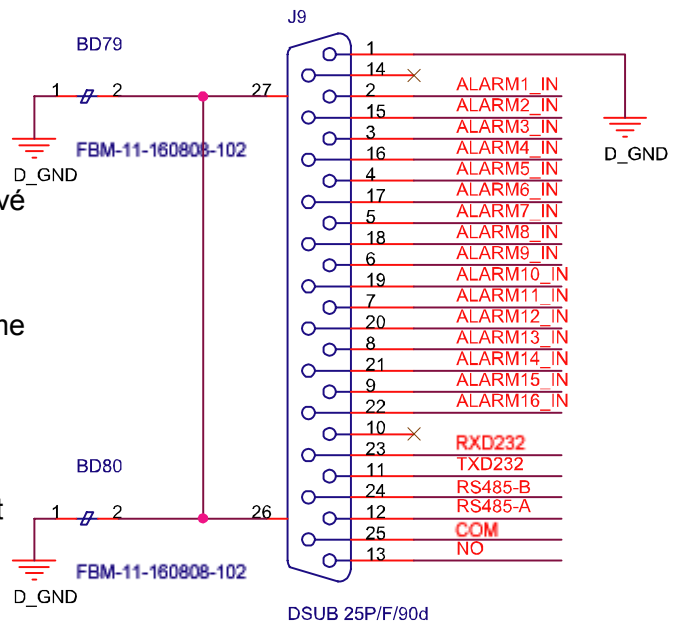 J9
BD79
1 2 27
FBM-11-160808-102
D_GND
vé
ne
BD80
t
1 2 26
FBM-11-160808-102
D_GND
1
14
2 ALARM1_IN
15 ALARM2_IN
3 ALARM3_IN
16 ALARM4_IN
4 ALARM5_IN
17 ALARM6_IN
5 ALARM7_IN
18 ALARM8_IN
6 ALARM9_IN
19 ALARM10_IN
7 ALARM11_IN
20 ALARM12_IN
8 ALARM13_IN
21 ALARM14_IN
9 ALARM15_IN
22 ALARM16_IN
10
23 RXD232
11 TXD232
24 RS485-B
12 RS485-A
25 COM
13 NO
D_GND
DSUB 25P/F/90d